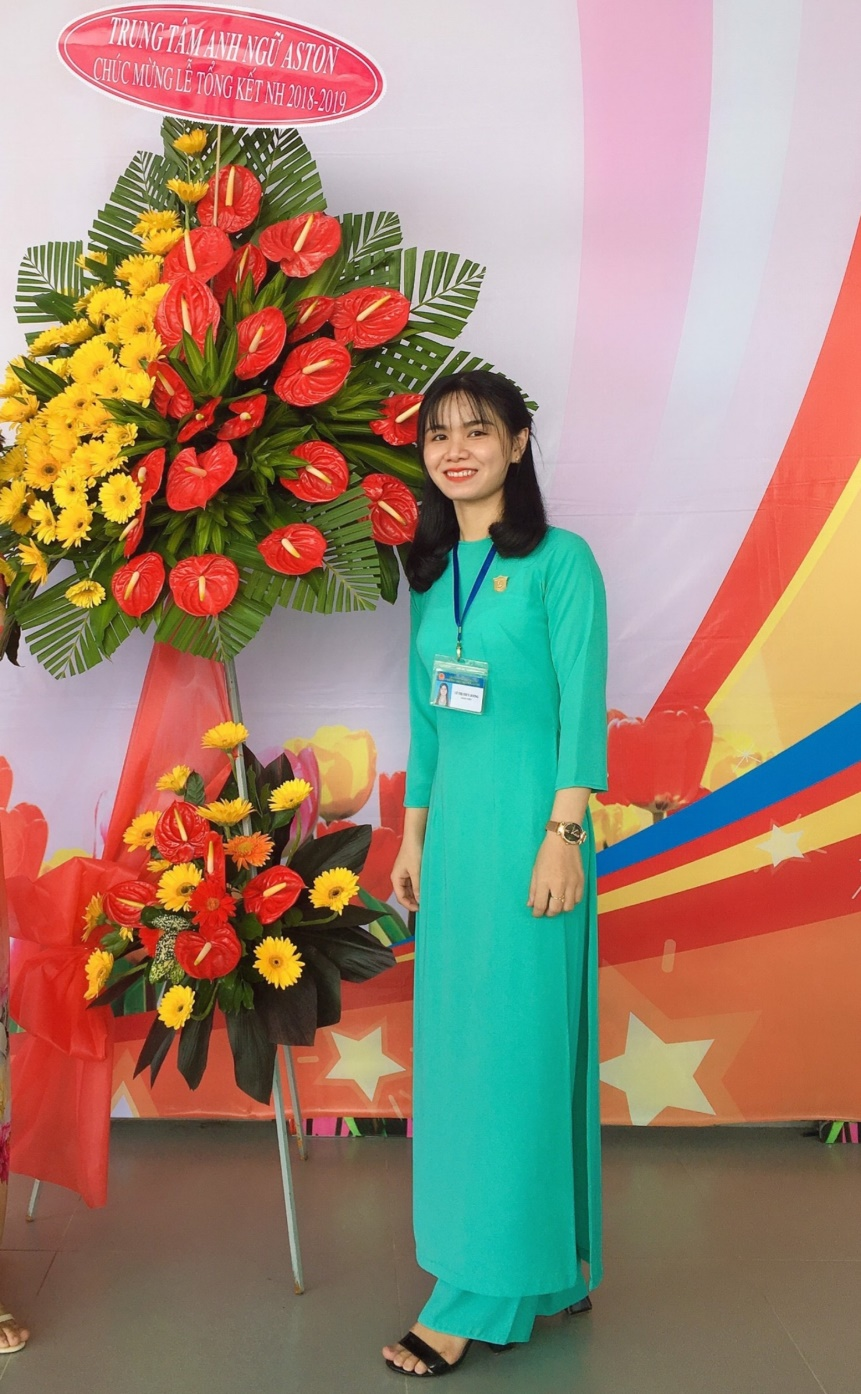 TRUNG TÂM ANH NGỮ ASTON
CHÚC MỪNG LỄ TỔNG KẾT NH 2018-2019